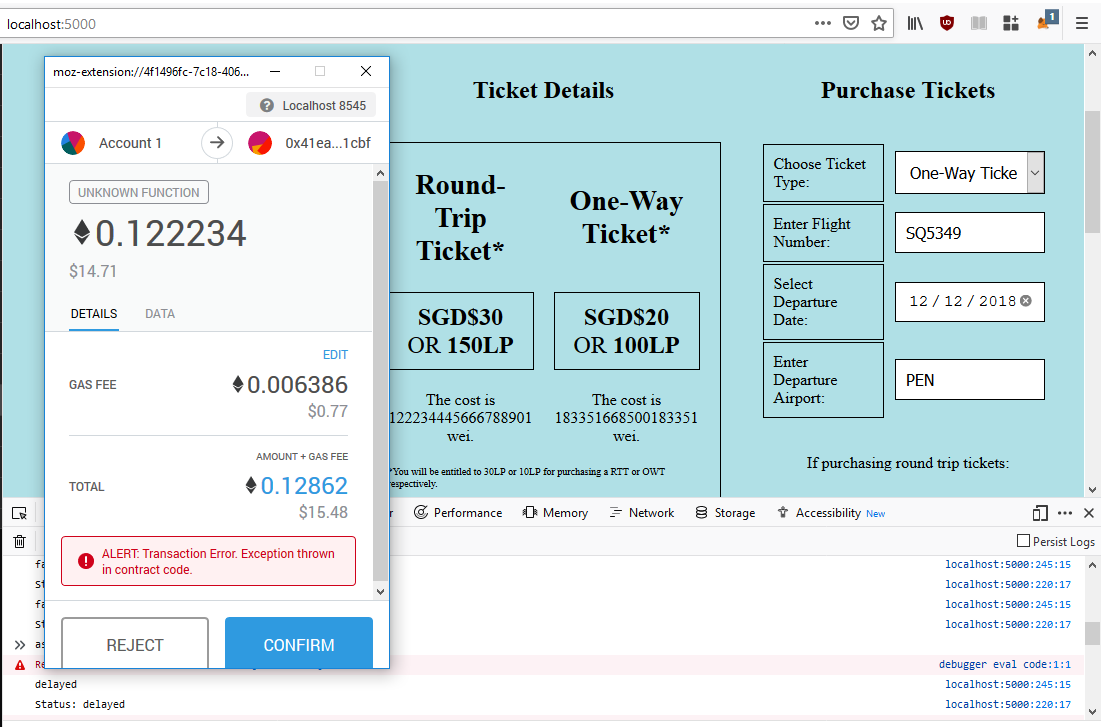 localhost:5000
1
moz-extension://4f1496fc-7c18-406...
Localhost 8545
Account 1
0x41ea...1cbf
UNKNOWN FUNCTION
0.122234
$14.71
DETAILS
DATA
EDIT
GAS FEE
0.006386
$0.77
AMOUNT + GAS FEE
TOTAL
0.12862
$15.48
ALERT: Transaction Error. Exception thrown
in contract code.
REJECT
CONFIRM
Ticket Details
Round-
Trip
Ticket*
SGD$30
OR 150LP
The cost is
122234445666788901
wei.
One-Way
Ticket*
SGD$20
OR 100LP
The cost is
183351668500183351
wei.
*You will be entitled to 30LP or 10LP for purchasing a RTT or OWT
respectively.
Purchase Tickets
Choose Ticket
Type:
One-Way Ticke
Enter Flight
Number:
SQ5349
Select
Departure
Date:
12 / 12 / 2018
Enter
Departure
Airport:
PEN
If purchasing round trip tickets:
Performance
Memory
Network
Storage
Accessibility New
Persist Logs
localhost:5000:245:15
localhost:5000:220:17
localhost:5000:245:15
localhost:5000:220:17
debugger eval code:1:1
delayed
localhost:5000:245:15
Status: delayed
localhost:5000:220:17